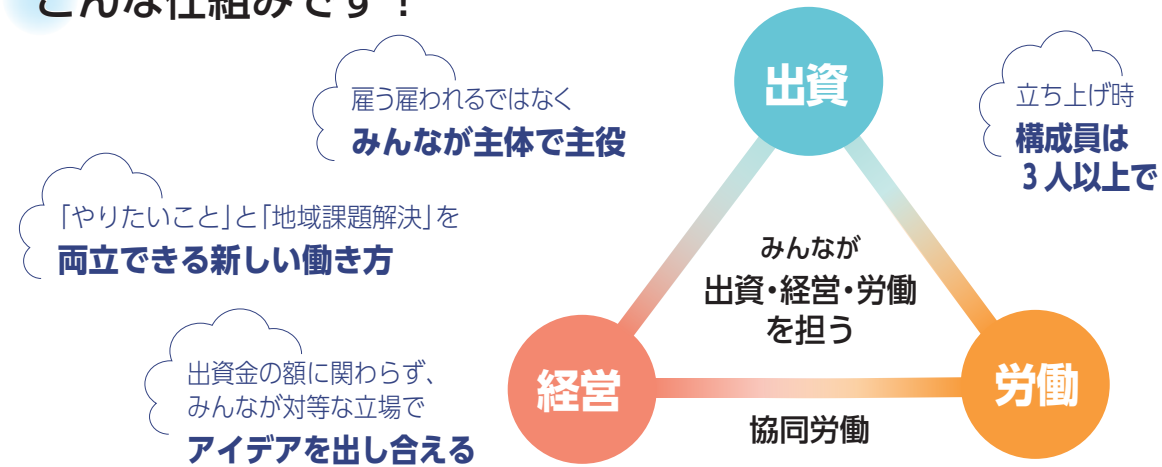 こんな仕組みです！
雇う雇われるではなく
みんなが主体で主役
「やりたいこと」と「地域課題解決」を
両立できる新しい働き方
出資金の額に関わらず、
みんなが対等な立場で
アイデアを出し合える
出資
立ち上げ時
構成員は
3人以上で
みんなが
出資・経営・労働
を担う
経営
労働
協同労働